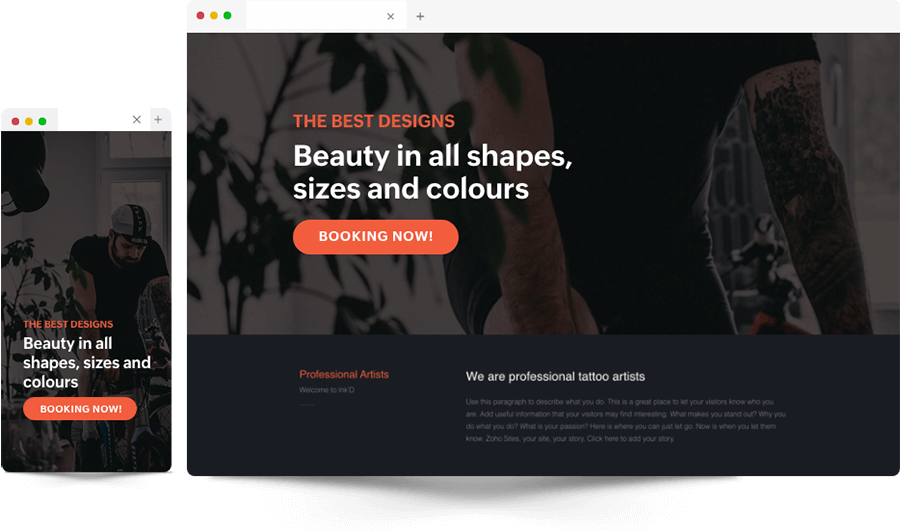 THE BEST DESIGNS
Beauty in all
shapes, sizes and
colours
BOOKING NOW!
THE BEST DESIGNS
Beauty in all shapes,
sizes and colours
BOOKING NOW!
Professional Artists
Welcome to Ink'D
We are professional tattoo artists
Use this paragraph to describe what you do. This is a great place to let your visitors know who you
are. Add useful information that your visitors may find interesting. What makes you stand out? Why you
do what you do? What is your passion? Here is where you can just let go. Now is when you let them
know. Zoho Sites, your site, your story. Click here to add your story.